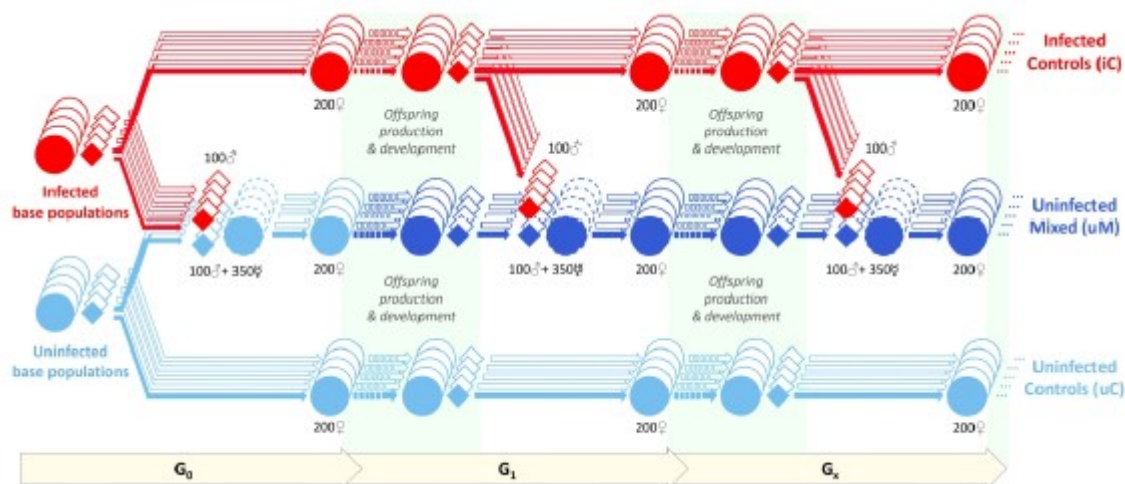 Infected
Controls (iC)
200♀ 200♀ 200♀
Offspring
production
& development
Offspring
production
& development
100♂ 100♂ 100♂
Infected
base populations
Uninfected
Mixed (uM)
100♂+ 350☿ 200♀ 100♂+ 350☿ 200♀ 100♂+ 350☿ 200♀
Offspring
production
& development
Offspring
production
& development
Uninfected
base populations
Uninfected
Controls (uC)
200♀ 200♀ 200♀
G₀ G₁ Gₓ